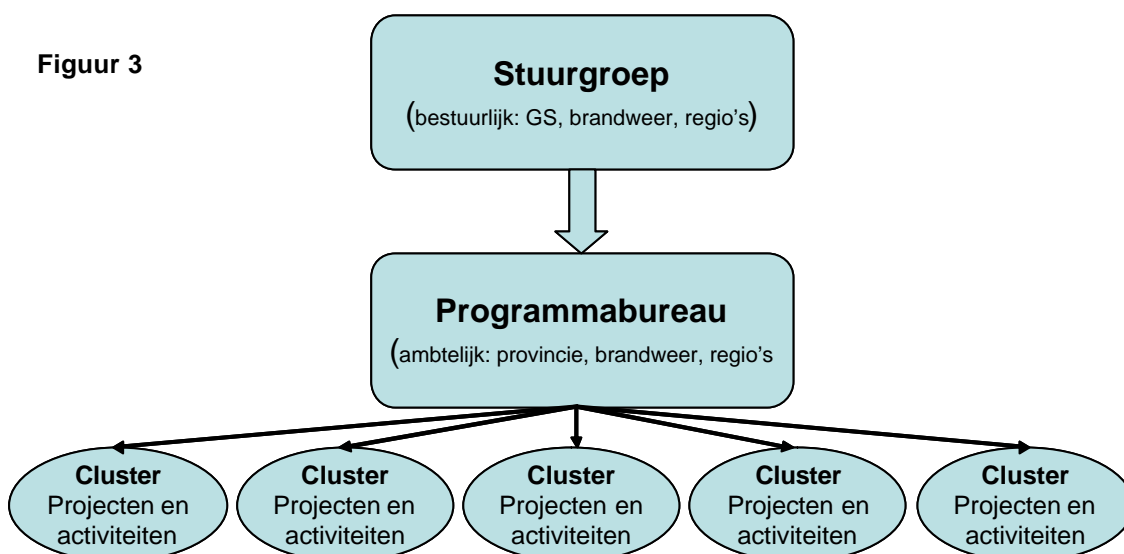 Figuur 3
Stuurgroep
(bestuurlijk: GS, brandweer, regio’s)
Programmabureau
(ambtelijk: provincie, brandweer, regio’s
Cluster
Projecten en
activiteiten
Cluster
Projecten en
activiteiten
Cluster
Projecten en
activiteiten
Cluster
Projecten en
activiteiten
Cluster
Projecten en
activiteiten